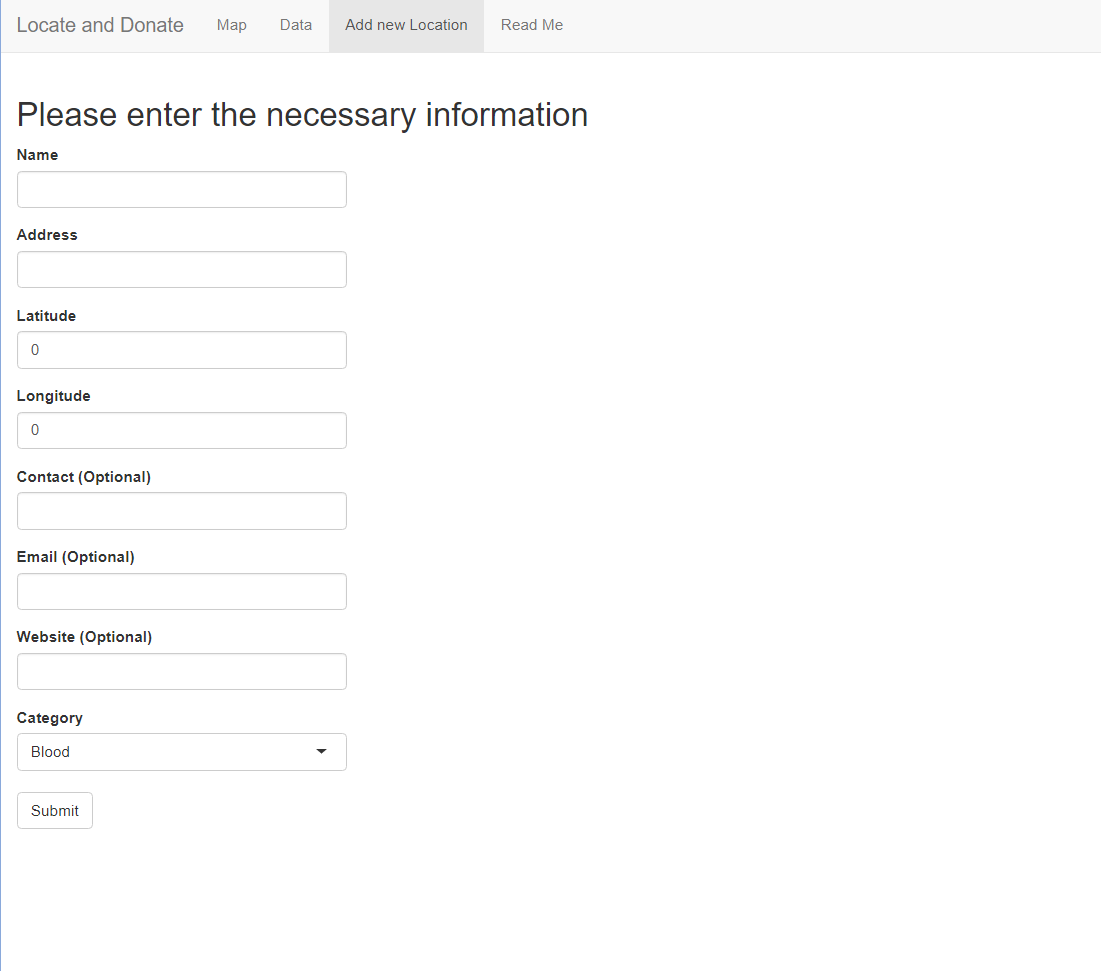 Locate and Donate Map Data Add new Location Read Me
Please enter the necessary information
Name
Address
Latitude
0
Longitude
0
Contact (Optional)
Email (Optional)
Website (Optional)
Category
Blood
Submit